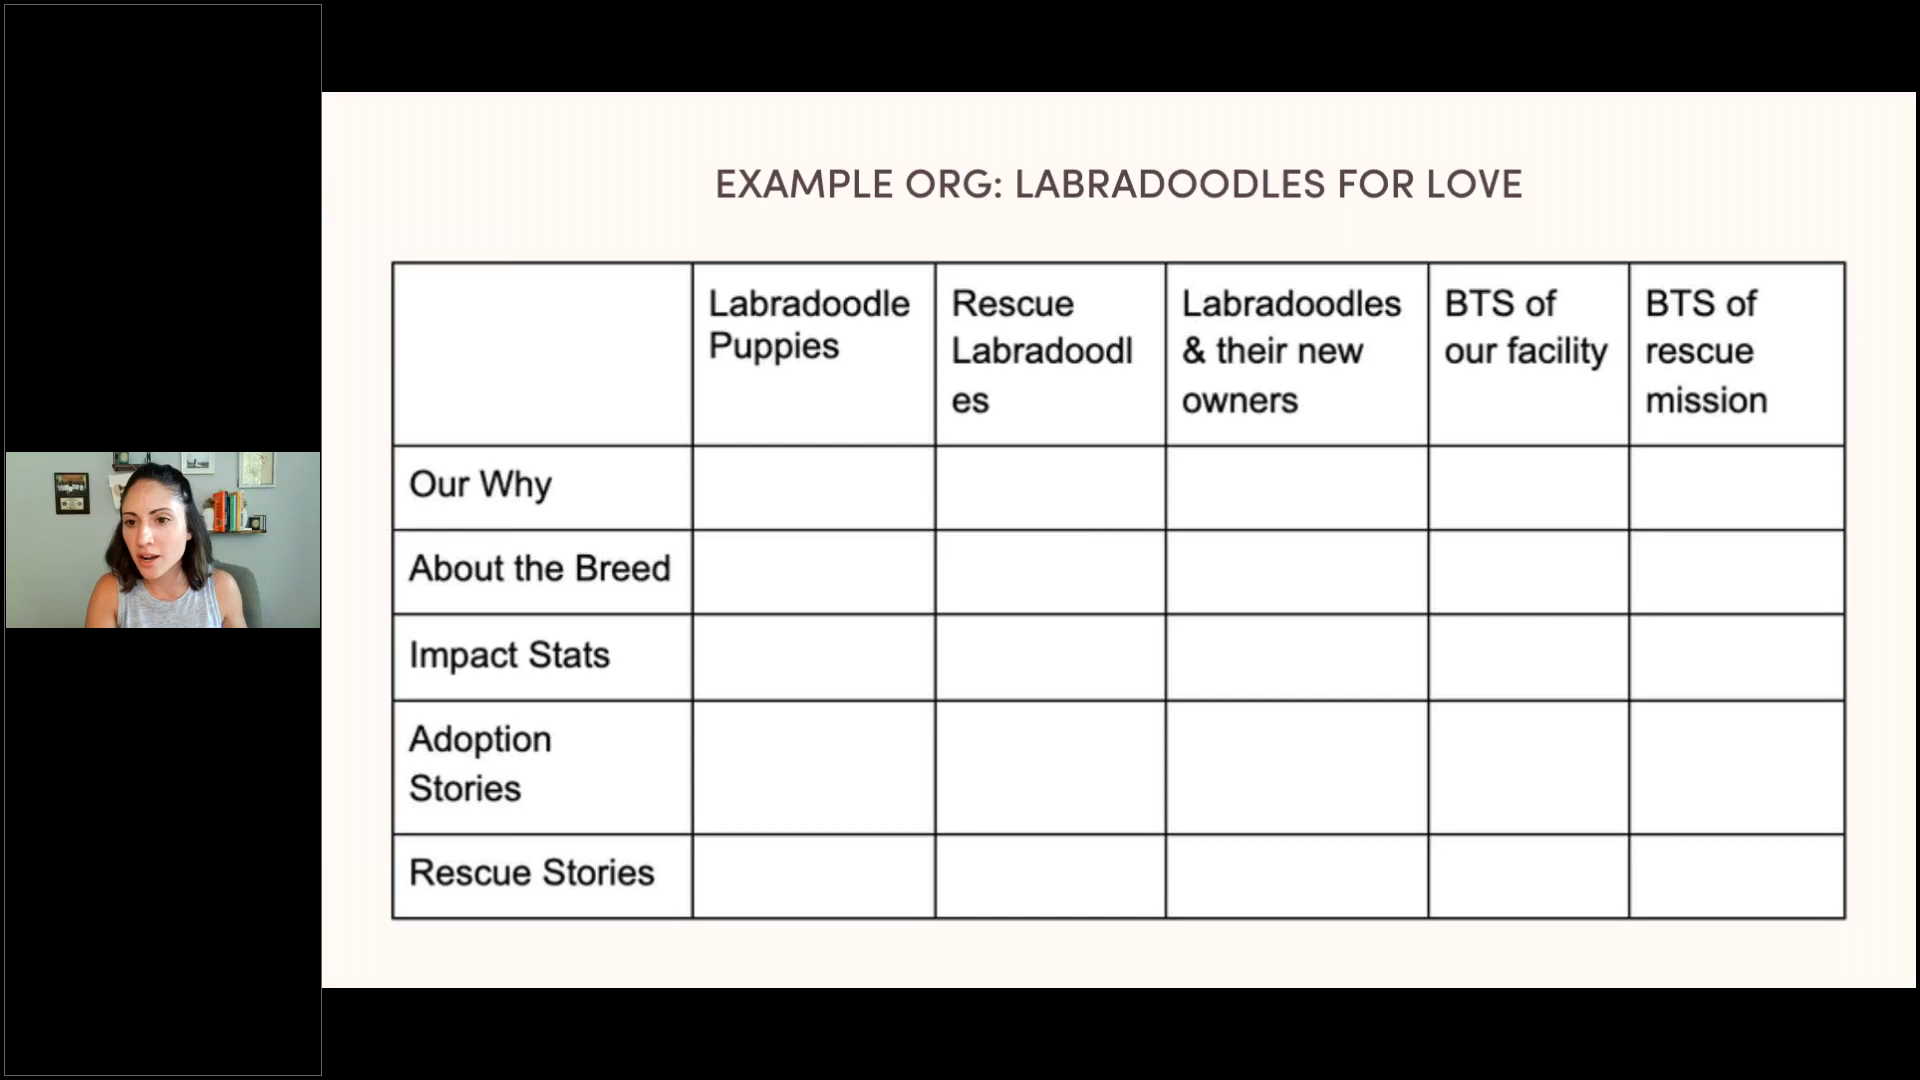 EXAMPLE ORG: LABRADOODLES FOR LOVE
Labradoodle
Puppies
Rescue
Labradoodl
es
Labradoodles
& their new
owners
BTS of
our facility
BTS of
rescue
mission
Our Why
About the Breed
Impact Stats
Adoption
Stories
Rescue Stories